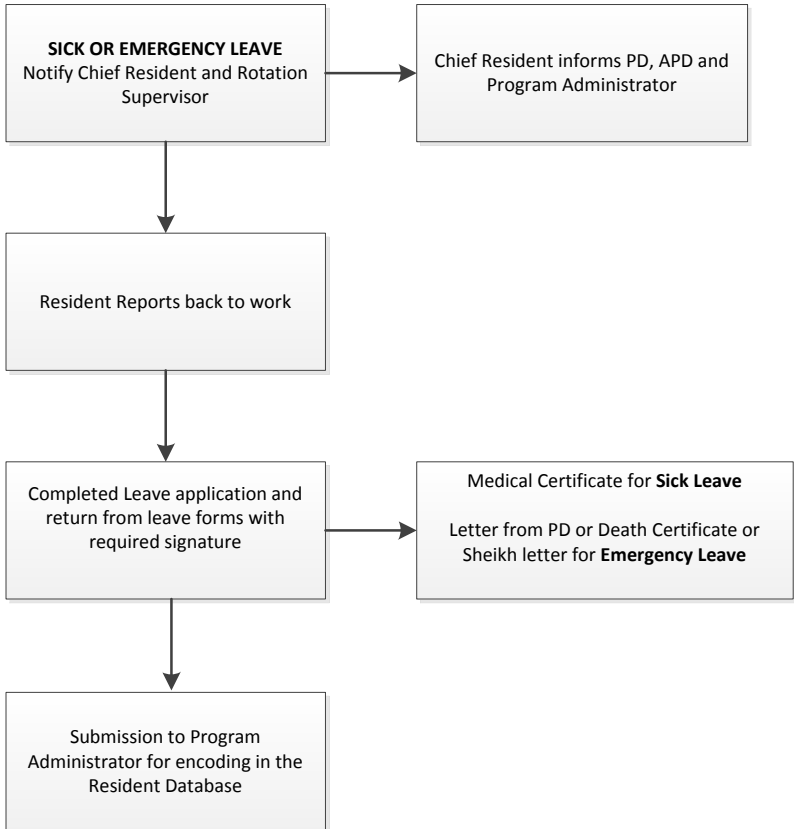 SICK OR EMERGENCY LEAVE
Notify Chief Resident and Rotation
Supervisor
Chief Resident informs PD, APD and
Program Administrator
Resident Reports back to work
Completed Leave application and
return from leave forms with
required signature
Medical Certificate for Sick Leave
Letter from PD or Death Certificate or
Sheikh letter for Emergency Leave
Submission to Program
Administrator for encoding in the
Resident Database